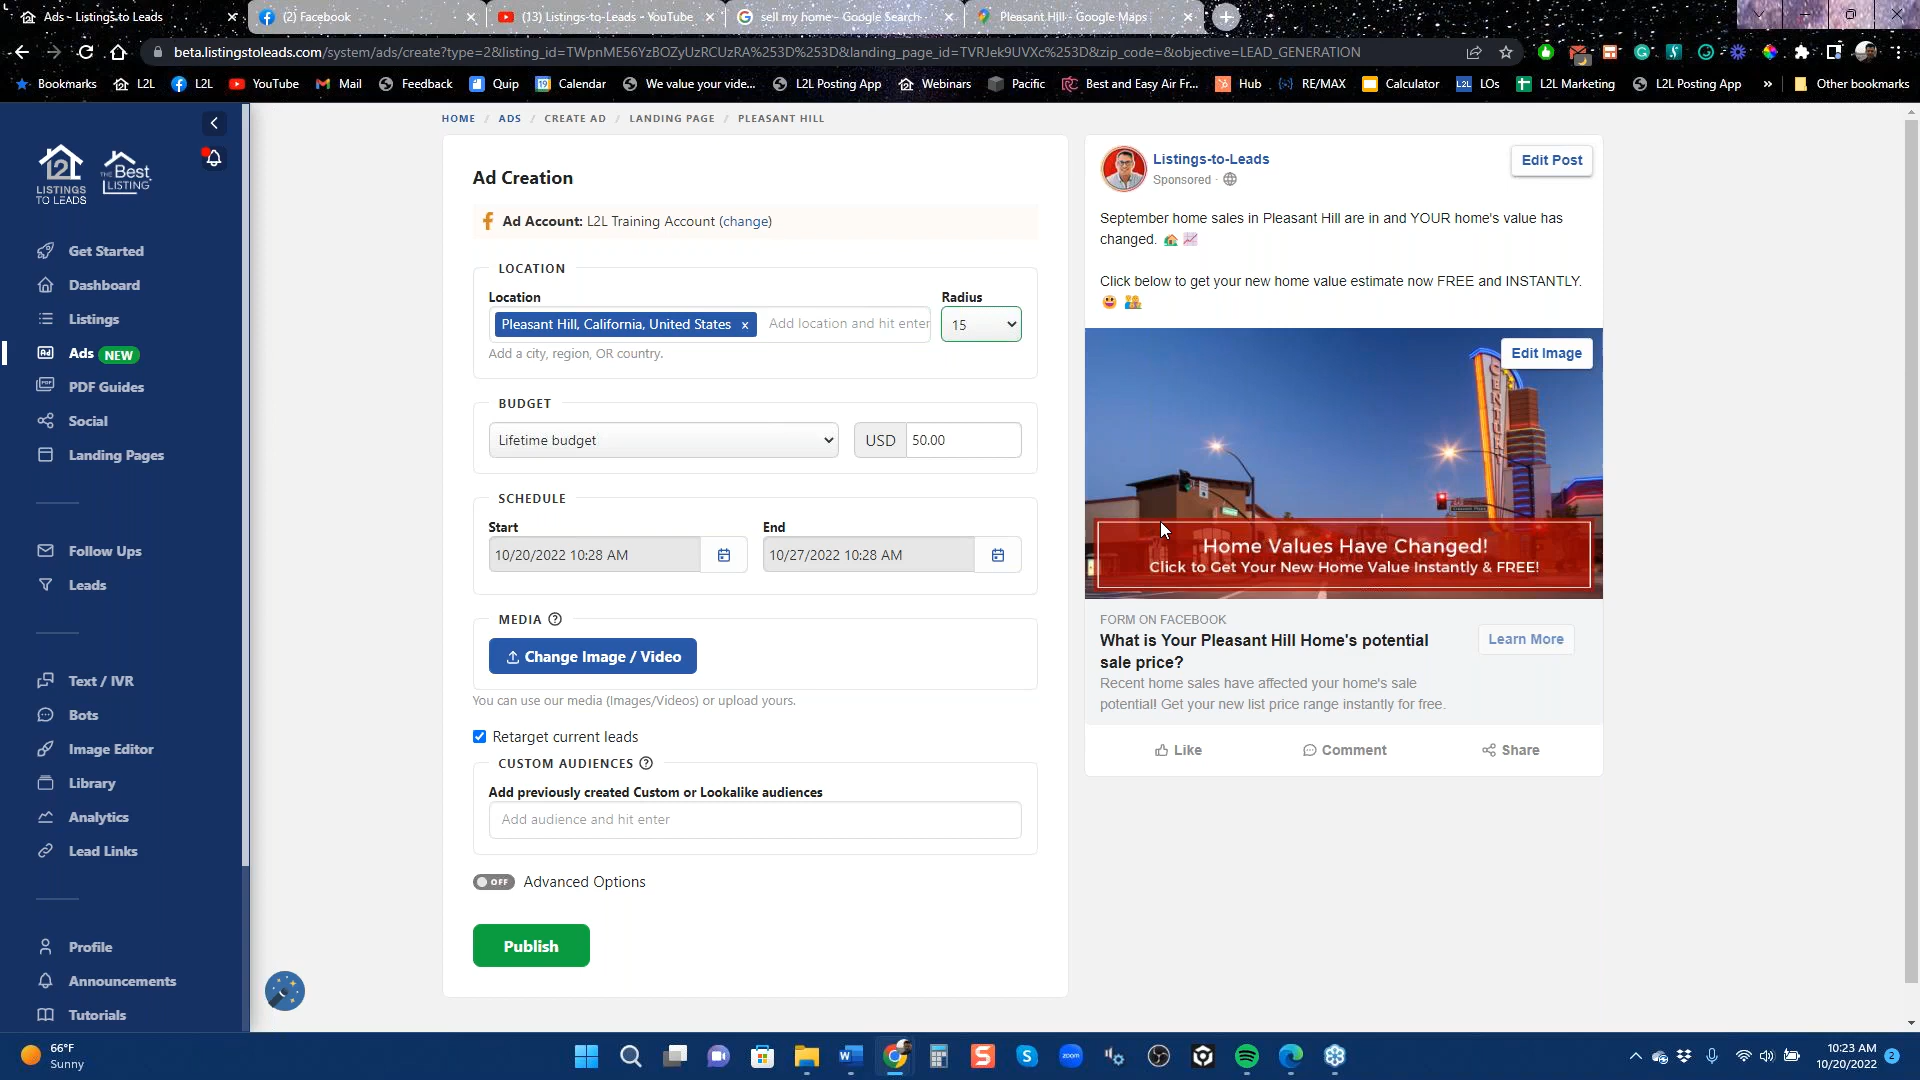 Ads - Listings to Leads
(2) Facebook
(13) Listings-to-Leads - YouTube
sell my home - Google Search
Pleasant Hill - Google Maps
beta.listingstoleads.com/system/ads/create?type=2&listing_id=TWpnME56YzBOZyUzRCUzRA%253D%253D&landing_page_id=TVRJek9UVXc%253D&zip_code=&objective=LEAD_GENERATION
Bookmarks
L2L
L2L
YouTube
Mail
Feedback
Quip
Calendar
We value your vide...
L2L Posting App
Webinars
Pacific
Best and Easy Air Fr...
Hub
RE/MAX
Calculator
LOs
L2L Marketing
L2L Posting App
Other bookmarks
L2L
LISTINGS
TO LEADS
THE Best
LISTING
Get Started
Dashboard
Listings
Ads NEW
PDF Guides
Social
Landing Pages
Follow Ups
Leads
Text / IVR
Bots
Image Editor
Library
Analytics
Lead Links
Profile
Announcements
Tutorials
HOME / ADS / CREATE AD / LANDING PAGE / PLEASANT HILL
Ad Creation
Ad Account: L2L Training Account (change)
LOCATION
Location
Radius
Pleasant Hill, California, United States x
Add location and hit enter
15
Add a city, region, OR country.
BUDGET
Lifetime budget
USD 50.00
SCHEDULE
Start
End
10/20/2022 10:28 AM
10/27/2022 10:28 AM
MEDIA
Change Image / Video
You can use our media (Images/Videos) or upload yours.
Retarget current leads
CUSTOM AUDIENCES
Add previously created Custom or Lookalike audiences
Add audience and hit enter
OFF Advanced Options
Publish
Listings-to-Leads
Sponsored ·
Edit Post
September home sales in Pleasant Hill are in and YOUR home's value has
changed.
Click below to get your new home value estimate now FREE and INSTANTLY.
Edit Image
CENTURY
Home Values Have Changed!
Click to Get Your New Home Value Instantly & FREE!
FORM ON FACEBOOK
What is Your Pleasant Hill Home's potential
sale price?
Learn More
Recent home sales have affected your home's sale
potential! Get your new list price range instantly for free.
Like
Comment
Share
66°F
Sunny
zoom
10:23 AM
10/20/2022
2